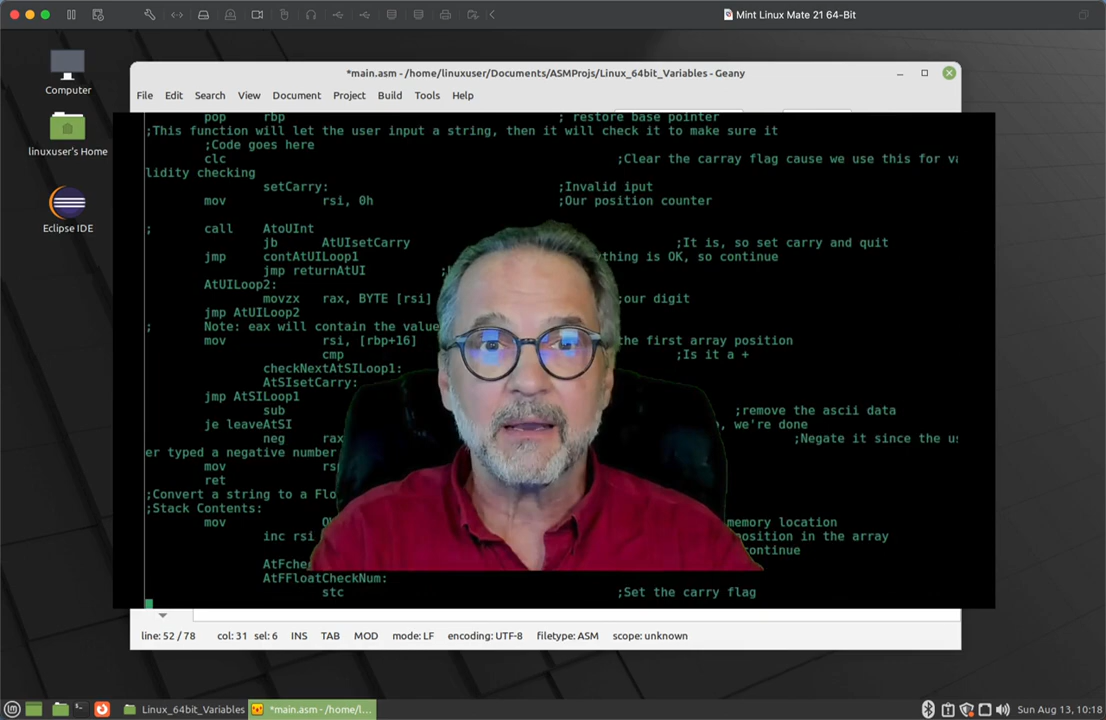 Mint Linux Mate 21 64-Bit
Computer
linuxuser's Home
Eclipse IDE
*main.asm - /home/linuxuser/Documents/ASMProjs/Linux_64bit_Variables - Geany
File Edit Search View Document Project Build Tools Help
pop rbp ; restore base pointer
;This function will let the user input a string, then it will check it to make sure it
;Code goes here
clc ;Clear the carray flag cause we use this for va
lidity checking
setCarry: ;Invalid iput
mov rsi, 0h ;Our position counter
; call AtoUInt
jb AtUIsetCarry ;It is, so set carry and quit
jmp contAtUILoop1 ything is OK, so continue
jmp returnAtUI ;
AtUILoop2:
movzx rax, BYTE [rsi] ;our digit
jmp AtUILoop2
; Note: eax will contain the value
mov rsi, [rbp+16] the first array position
cmp ;Is it a +
checkNextAtSILoop1:
AtSIsetCarry:
jmp AtSILoop1
sub ;remove the ascii data
je leaveAtSI , we're done
neg rax ;Negate it since the us
er typed a negative number
mov rsp
ret
;Convert a string to a Flo
;Stack Contents:
mov memory location
inc rsi position in the array
continue
AtFche
AtFFloatCheckNum:
stc ;Set the carry flag
line: 52 / 78 col: 31 sel: 6 INS TAB MOD mode: LF encoding: UTF-8 filetype: ASM scope: unknown
Linux_64bit_Variables *main.asm - /home/l... Sun Aug 13, 10:18